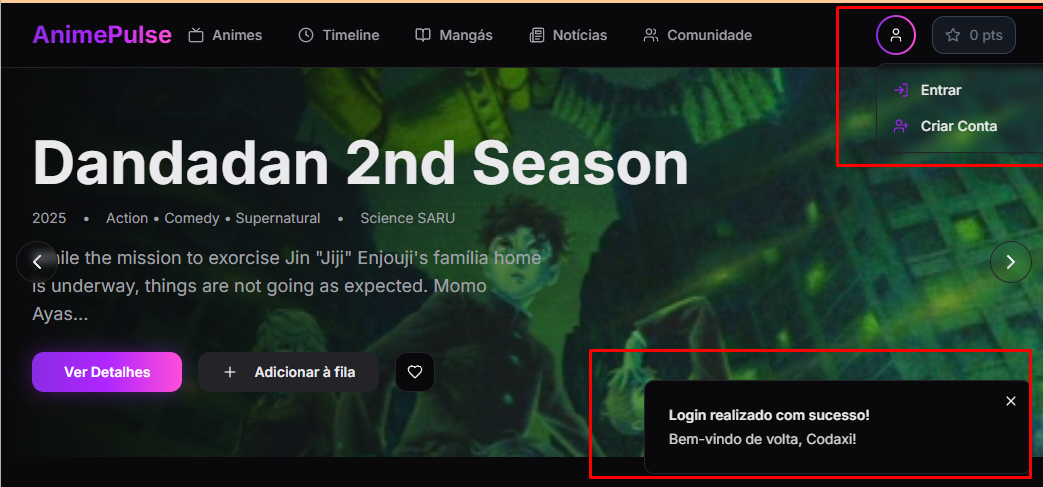 AnimePulse Animes Timeline Mangás Notícias Comunidade 0 pts
Entrar
Criar Conta
Dandadan 2nd Season
2025 • Action • Comedy • Supernatural • Science SARU
the mission to exorcise Jin "Jiji" Enjouji's família home
is underway, things are not going as expected. Momo
Ayas...
Ver Detalhes + Adicionar à fila
Login realizado com sucesso!
Bem-vindo de volta, Codaxi!